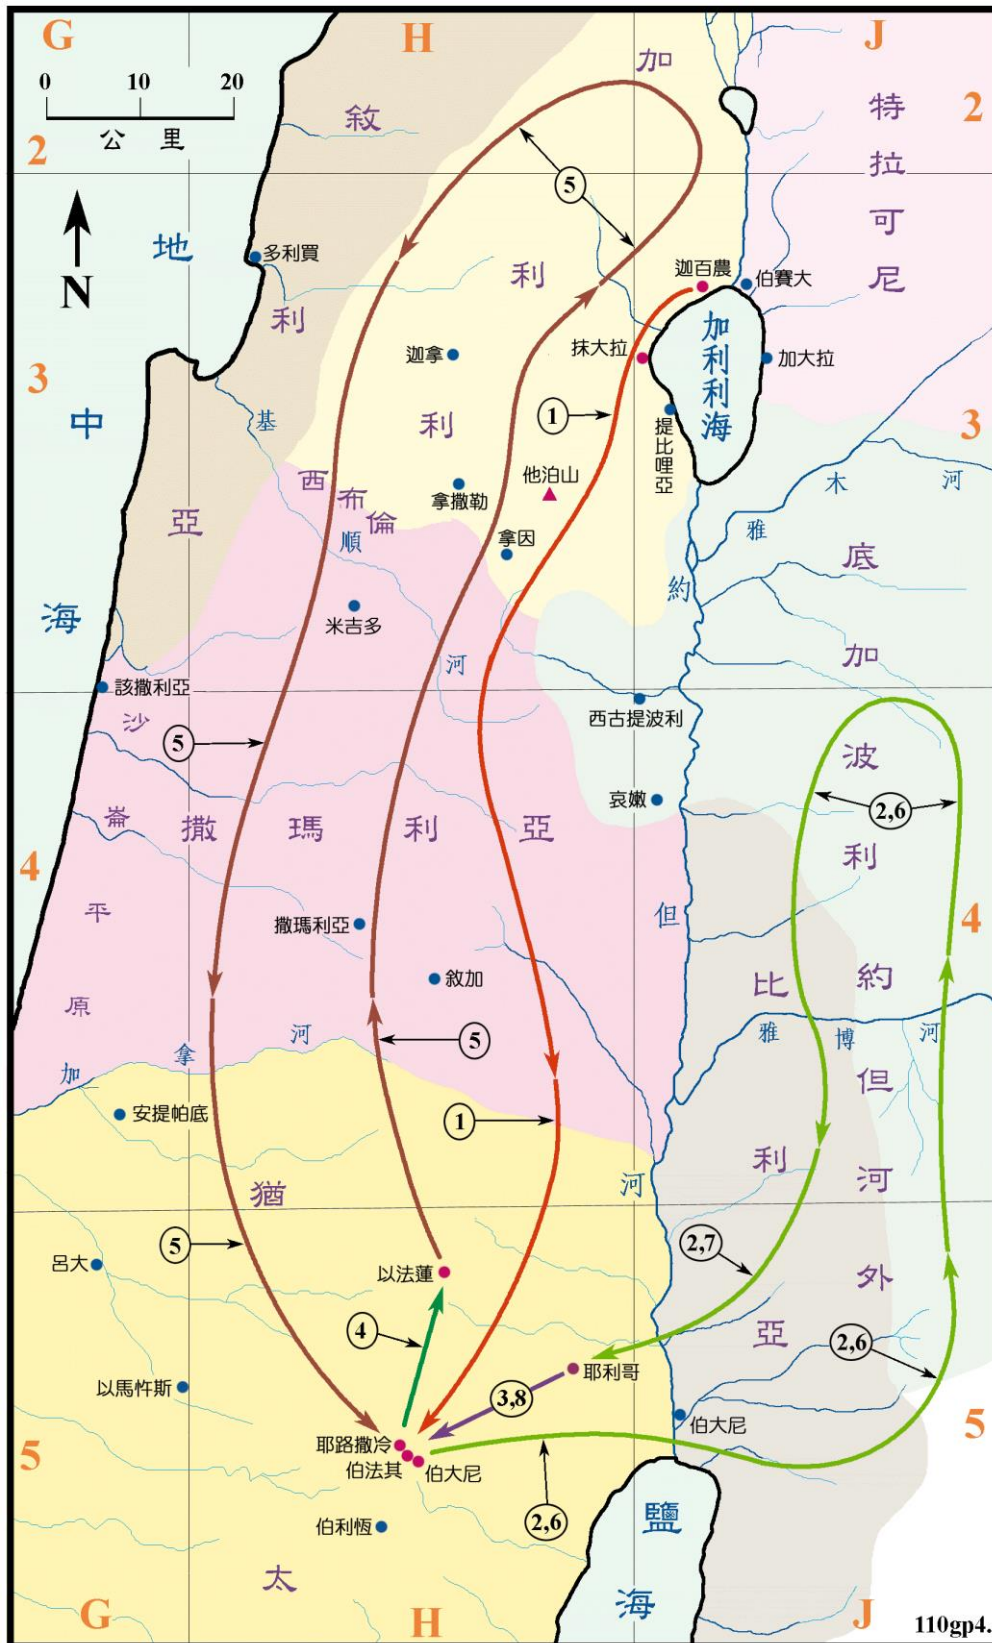 G H J
0 10 20
公里
N
2
2
3
3
4
4
5
5
地中海
敘利亞
加利利
特拉可尼
多利買
迦百農
伯賽大
加利利海
抹大拉
加大拉
迦拿
提比哩亞
基順河
西布倫
拿撒勒
他泊山
拿因
米吉多
雅木河
底加波利
約但河
該撒利亞
沙崙平原
西古提波利
哀嫩
撒瑪利亞
撒瑪利亞
敘加
比利亞
約但河外
雅博河
加拿河
安提帕底
猶太
呂大
以法蓮
以馬忤斯
耶利哥
耶路撒冷
伯法其
伯大尼
伯大尼
伯利恆
鹽海
5
1
5
2,6
5
1
5
2,7
4
2,6
3,8
2,6
G H J
110gp4.